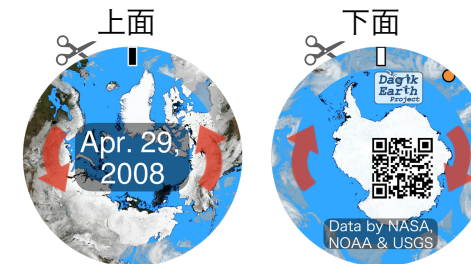 上面
下面
Apr. 29,
2008
Dagik
Earth
Project
Data by NASA,
NOAA & USGS